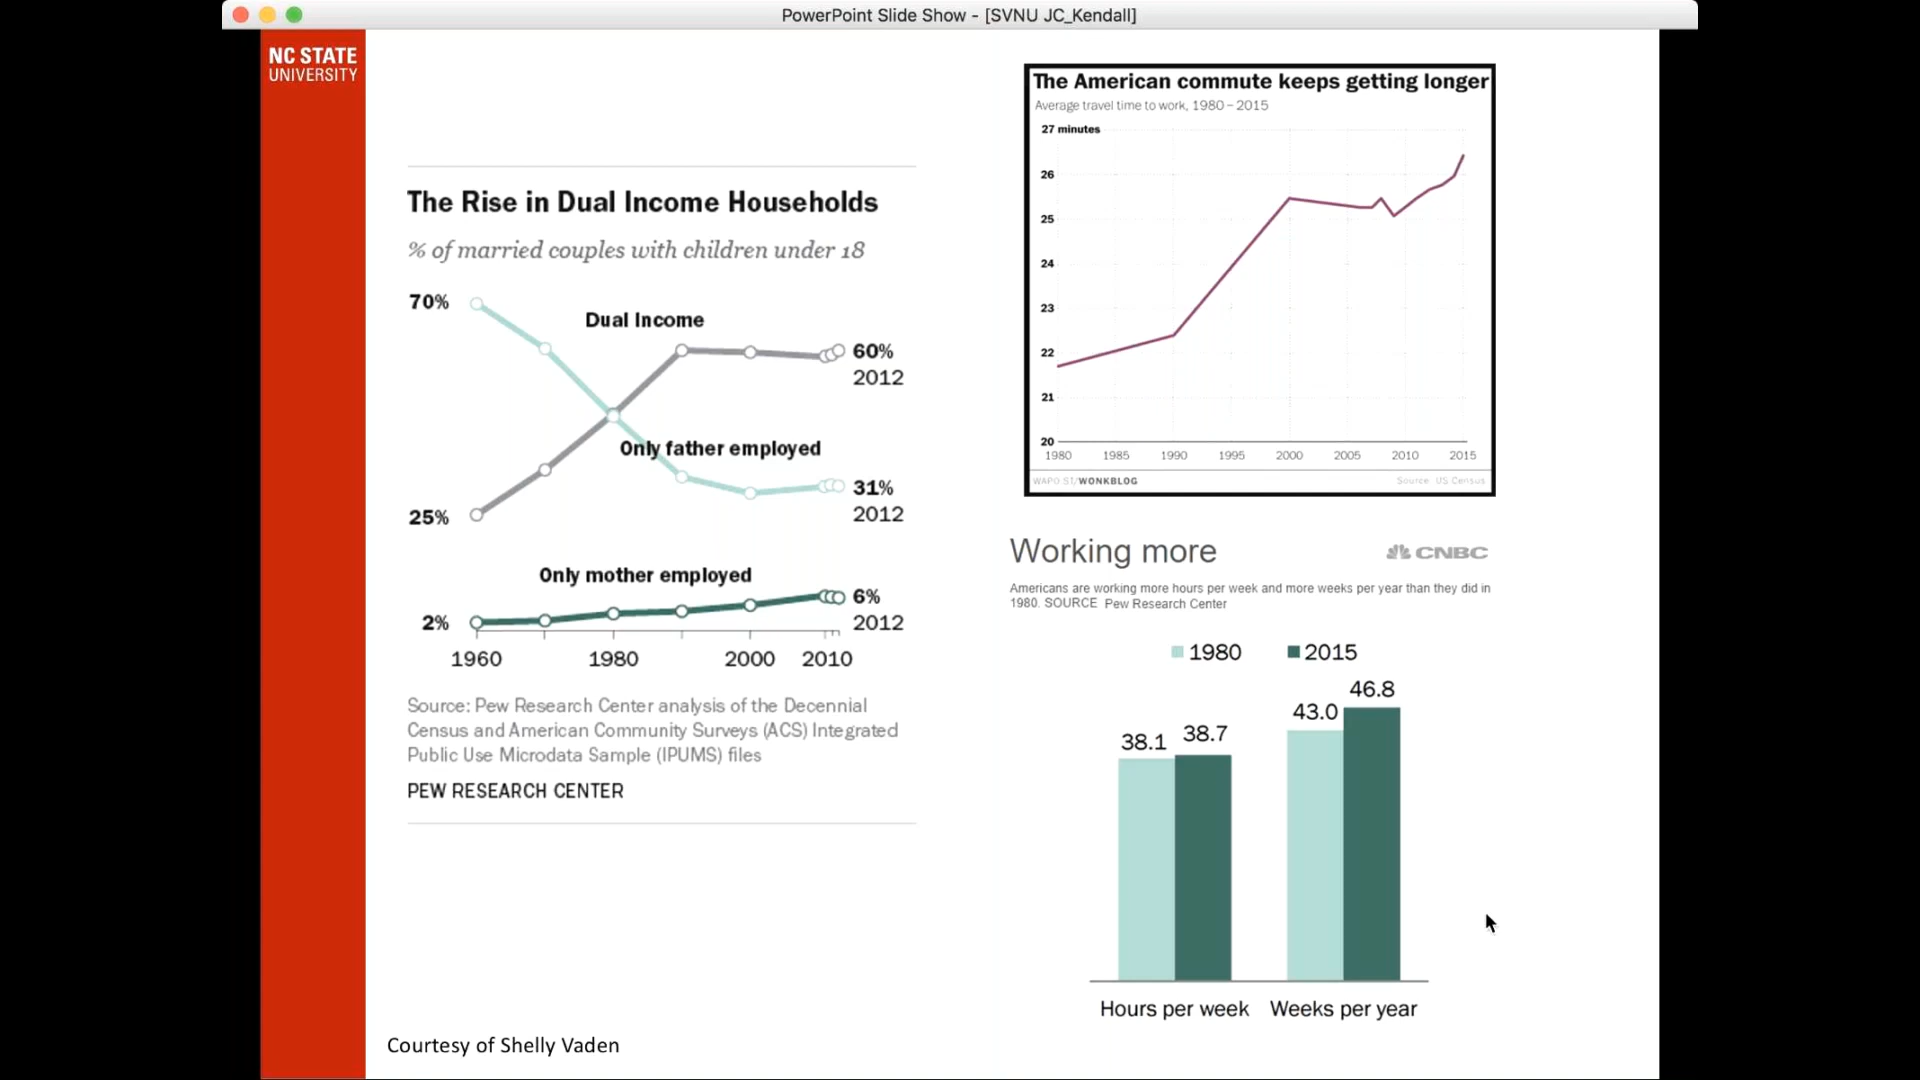 PowerPoint Slide Show - [SVNU JC_Kendall]
NC STATE
UNIVERSITY
The Rise in Dual Income Households
% of married couples with children under 18
70%
Dual Income
60%
2012
Only father employed
31%
2012
25%
Only mother employed
6%
2012
2%
1960 1980 2000 2010
Source: Pew Research Center analysis of the Decennial
Census and American Community Surveys (ACS) Integrated
Public Use Microdata Sample (IPUMS) files
PEW RESEARCH CENTER
Courtesy of Shelly Vaden
The American commute keeps getting longer
Average travel time to work, 1980 – 2015
27 minutes
26
25
24
23
22
21
20
1980 1985 1990 1995 2000 2005 2010 2015
WAPO.ST/WONKBLOG
Source: US Census
Working more
CNBC
Americans are working more hours per week and more weeks per year than they did in
1980. SOURCE Pew Research Center
1980 2015
38.1 38.7 43.0 46.8
Hours per week Weeks per year